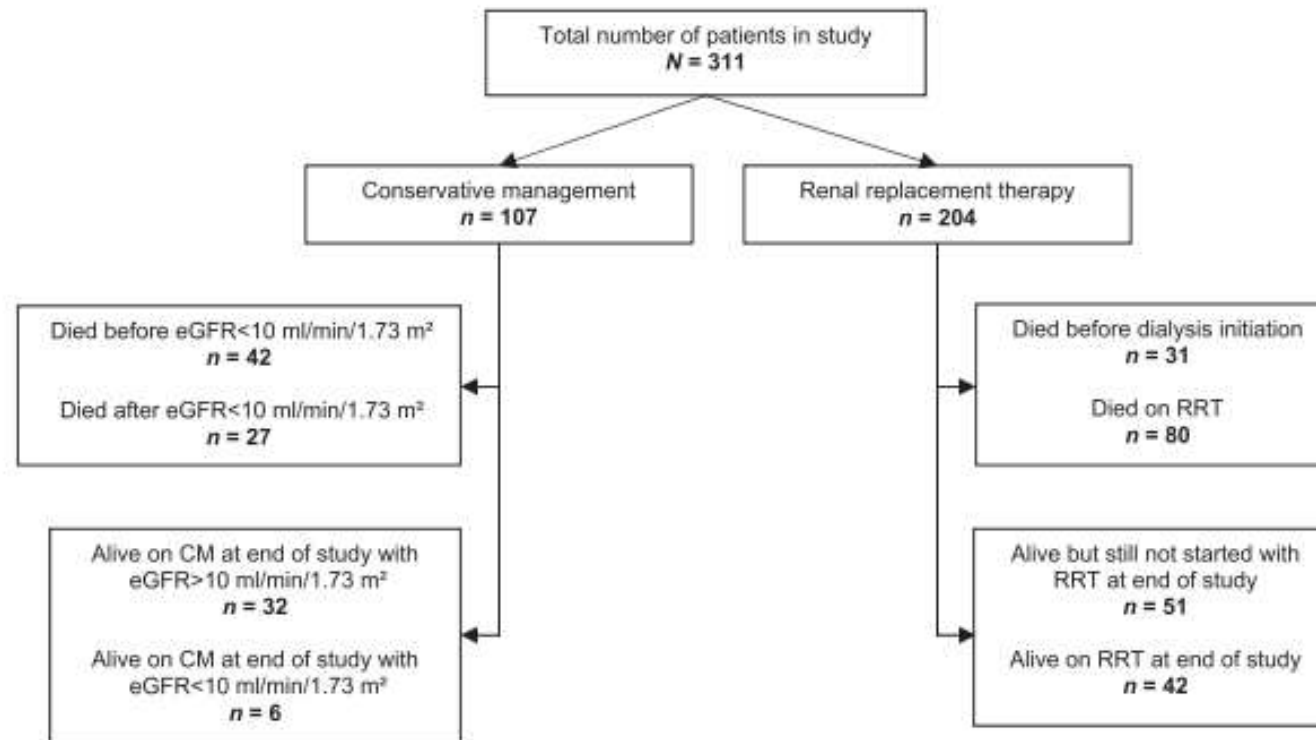 Total number of patients in study
N = 311
Conservative management
n = 107
Renal replacement therapy
n = 204
Died before eGFR<10 ml/min/1.73 m²
n = 42
Died after eGFR<10 ml/min/1.73 m²
n = 27
Died before dialysis initiation
n = 31
Died on RRT
n = 80
Alive on CM at end of study with
eGFR>10 ml/min/1.73 m²
n = 32
Alive on CM at end of study with
eGFR<10 ml/min/1.73 m²
n = 6
Alive but still not started with
RRT at end of study
n = 51
Alive on RRT at end of study
n = 42